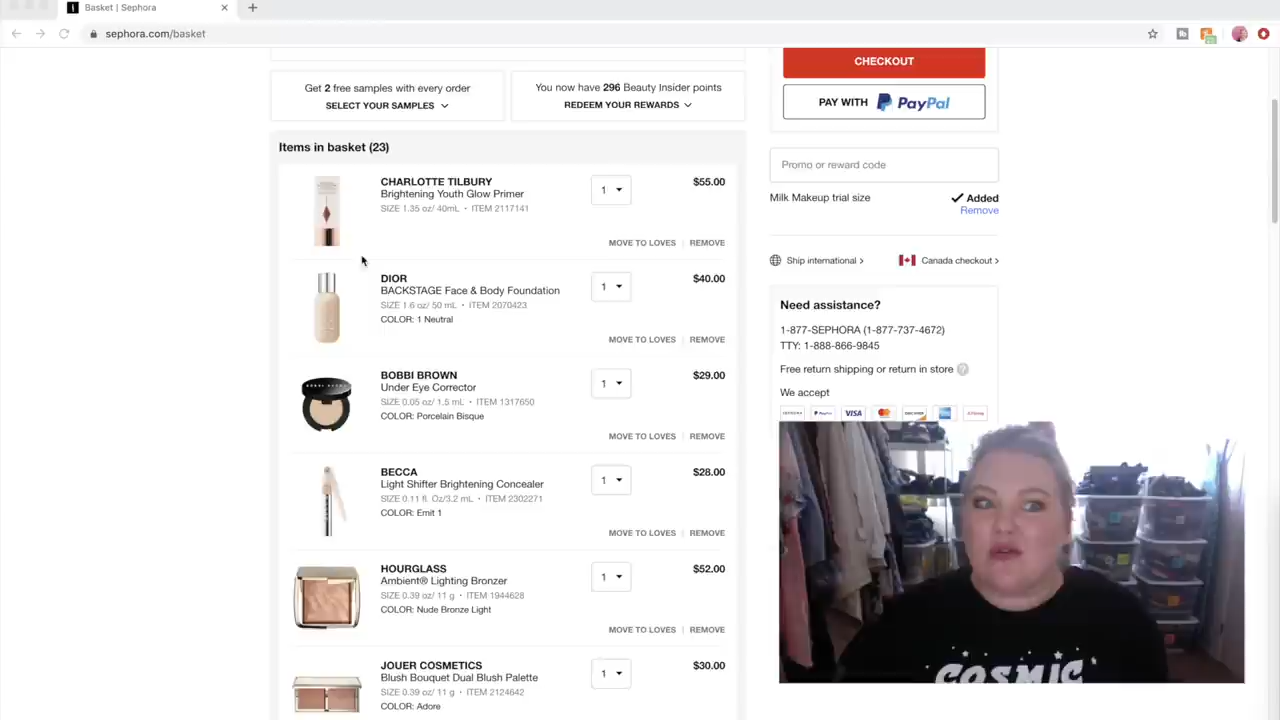 Basket | Sephora
sephora.com/basket
Get 2 free samples with every order
SELECT YOUR SAMPLES
You now have 296 Beauty Insider points
REDEEM YOUR REWARDS
Items in basket (23)
CHARLOTTE TILBURY
Brightening Youth Glow Primer
SIZE 1.35 oz/ 40mL • ITEM 2117141
1
$55.00
MOVE TO LOVES | REMOVE
DIOR
BACKSTAGE Face & Body Foundation
SIZE 1.6 oz/ 50 mL • ITEM 2070423
COLOR: 1 Neutral
1
$40.00
MOVE TO LOVES | REMOVE
BOBBI BROWN
Under Eye Corrector
SIZE 0.05 oz/ 1.5 mL • ITEM 1317650
COLOR: Porcelain Bisque
1
$29.00
MOVE TO LOVES | REMOVE
BECCA
Light Shifter Brightening Concealer
SIZE 0.11 fl. Oz/3.2 mL • ITEM 2302271
COLOR: Emit 1
1
$28.00
MOVE TO LOVES | REMOVE
HOURGLASS
Ambient® Lighting Bronzer
SIZE 0.39 oz/ 11 g • ITEM 1944628
COLOR: Nude Bronze Light
1
$52.00
MOVE TO LOVES | REMOVE
JOUER COSMETICS
Blush Bouquet Dual Blush Palette
SIZE 0.39 oz/ 11 g • ITEM 2124642
COLOR: Adore
1
$30.00
CHECKOUT
PAY WITH PayPal
Promo or reward code
Milk Makeup trial size
Added
Remove
Ship international >
Canada checkout >
Need assistance?
1-877-SEPHORA (1-877-737-4672)
TTY: 1-888-866-9845
Free return shipping or return in store ?
We accept
SEPHORA PayPal VISA
COSMIC